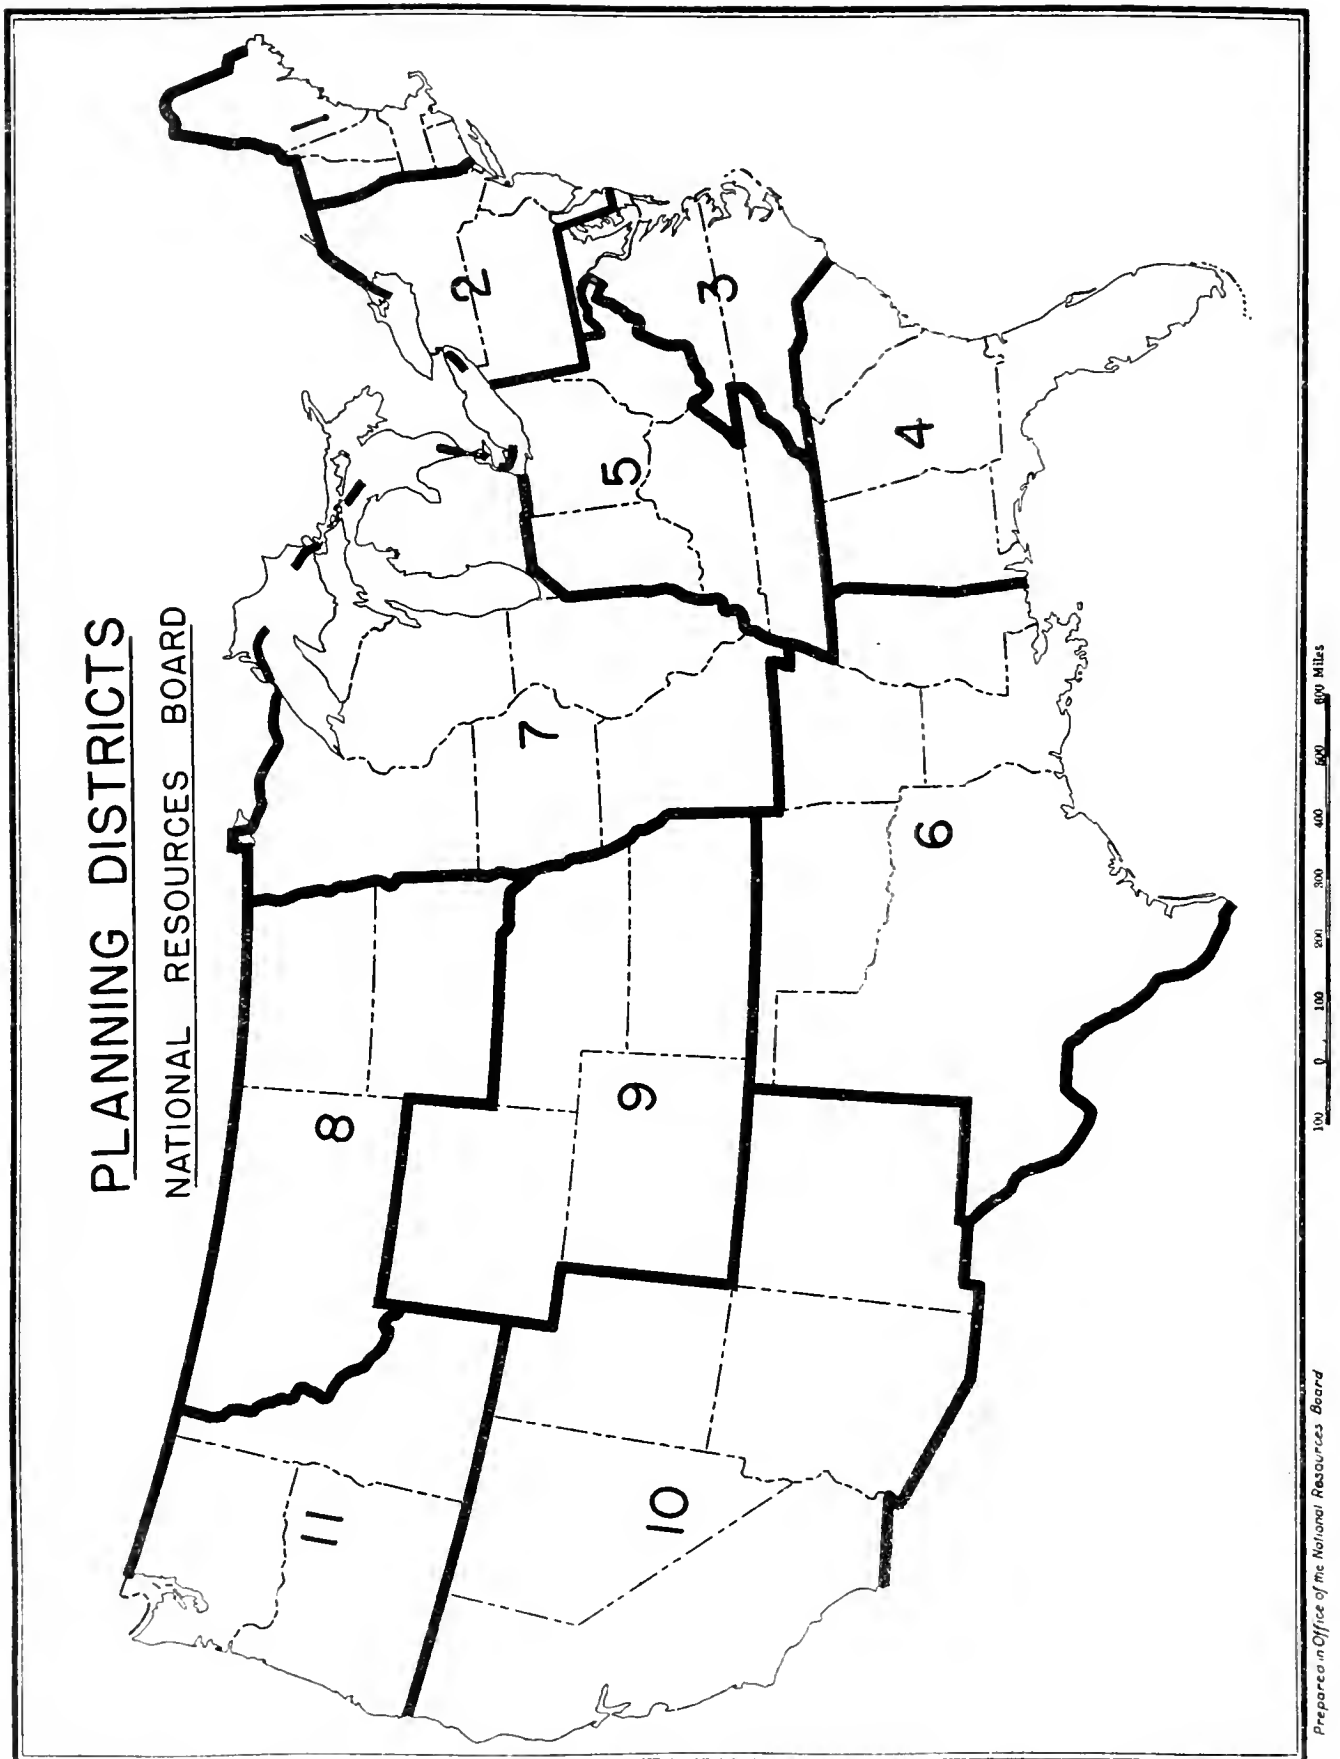 PLANNING DISTRICTS
NATIONAL RESOURCES BOARD
1
2
3
4
5
6
7
8
9
10
11
100 0 100 200 300 400 500 600 Miles
Prepared in Office of the National Resources Board